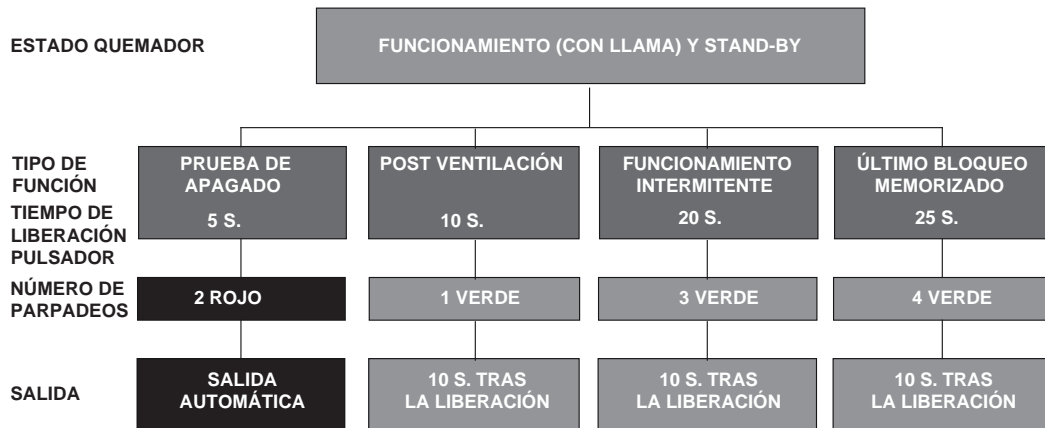 ESTADO QUEMADOR
FUNCIONAMIENTO (CON LLAMA) Y STAND-BY
TIPO DE
FUNCIÓN
PRUEBA DE
APAGADO
POST VENTILACIÓN
FUNCIONAMIENTO
INTERMITENTE
ÚLTIMO BLOQUEO
MEMORIZADO
TIEMPO DE
LIBERACIÓN
PULSADOR
5 S.
10 S.
20 S.
25 S.
NÚMERO DE
PARPADEOS
2 ROJO
1 VERDE
3 VERDE
4 VERDE
SALIDA
SALIDA
AUTOMÁTICA
10 S. TRAS
LA LIBERACIÓN
10 S. TRAS
LA LIBERACIÓN
10 S. TRAS
LA LIBERACIÓN